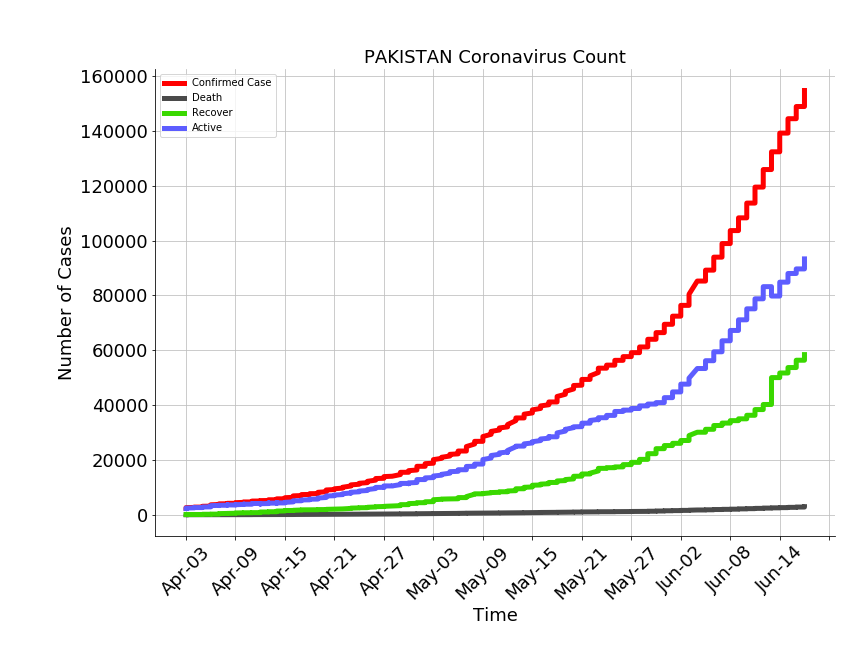 PAKISTAN Coronavirus Count
160000
140000
120000
100000
80000
60000
40000
20000
0
Number of Cases
Confirmed Case
Death
Recover
Active
Apr-03
Apr-09
Apr-15
Apr-21
Apr-27
May-03
May-09
May-15
May-21
May-27
Jun-02
Jun-08
Jun-14
Time